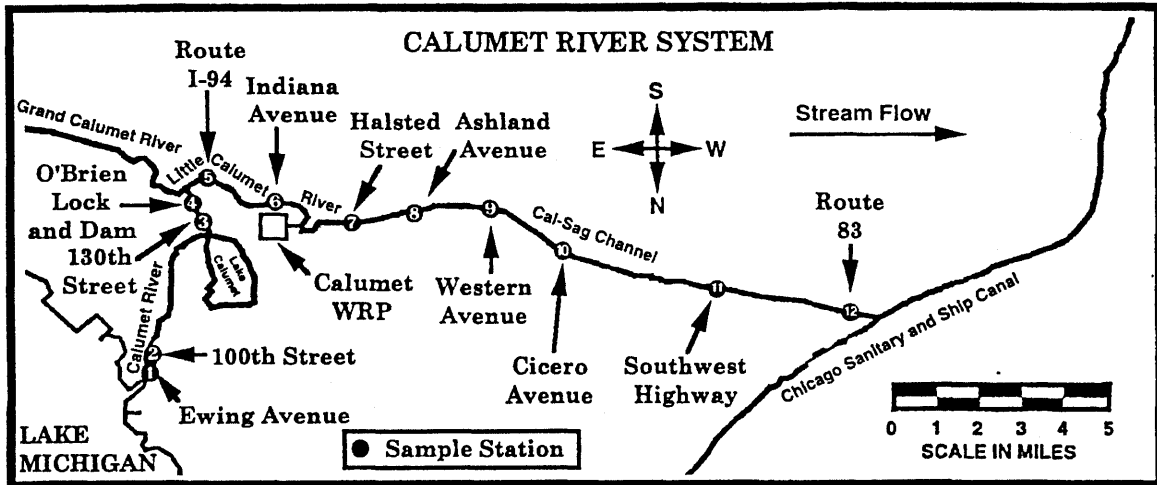 CALUMET RIVER SYSTEM
Route
I-94
Indiana
Avenue
Halsted
Street
Ashland
Avenue
S
E W
N
Stream Flow
Grand Calumet River
Little Calumet River
O'Brien
Lock
and Dam
130th
Street
5
4
3
6
7
8
9
10
11
12
2
1
Lake
Calumet
Calumet River
Calumet
WRP
Western
Avenue
Cal-Sag Channel
Route
83
Cicero
Avenue
Southwest
Highway
Chicago Sanitary and Ship Canal
100th Street
Ewing Avenue
LAKE
MICHIGAN
Sample Station
0 1 2 3 4 5
SCALE IN MILES